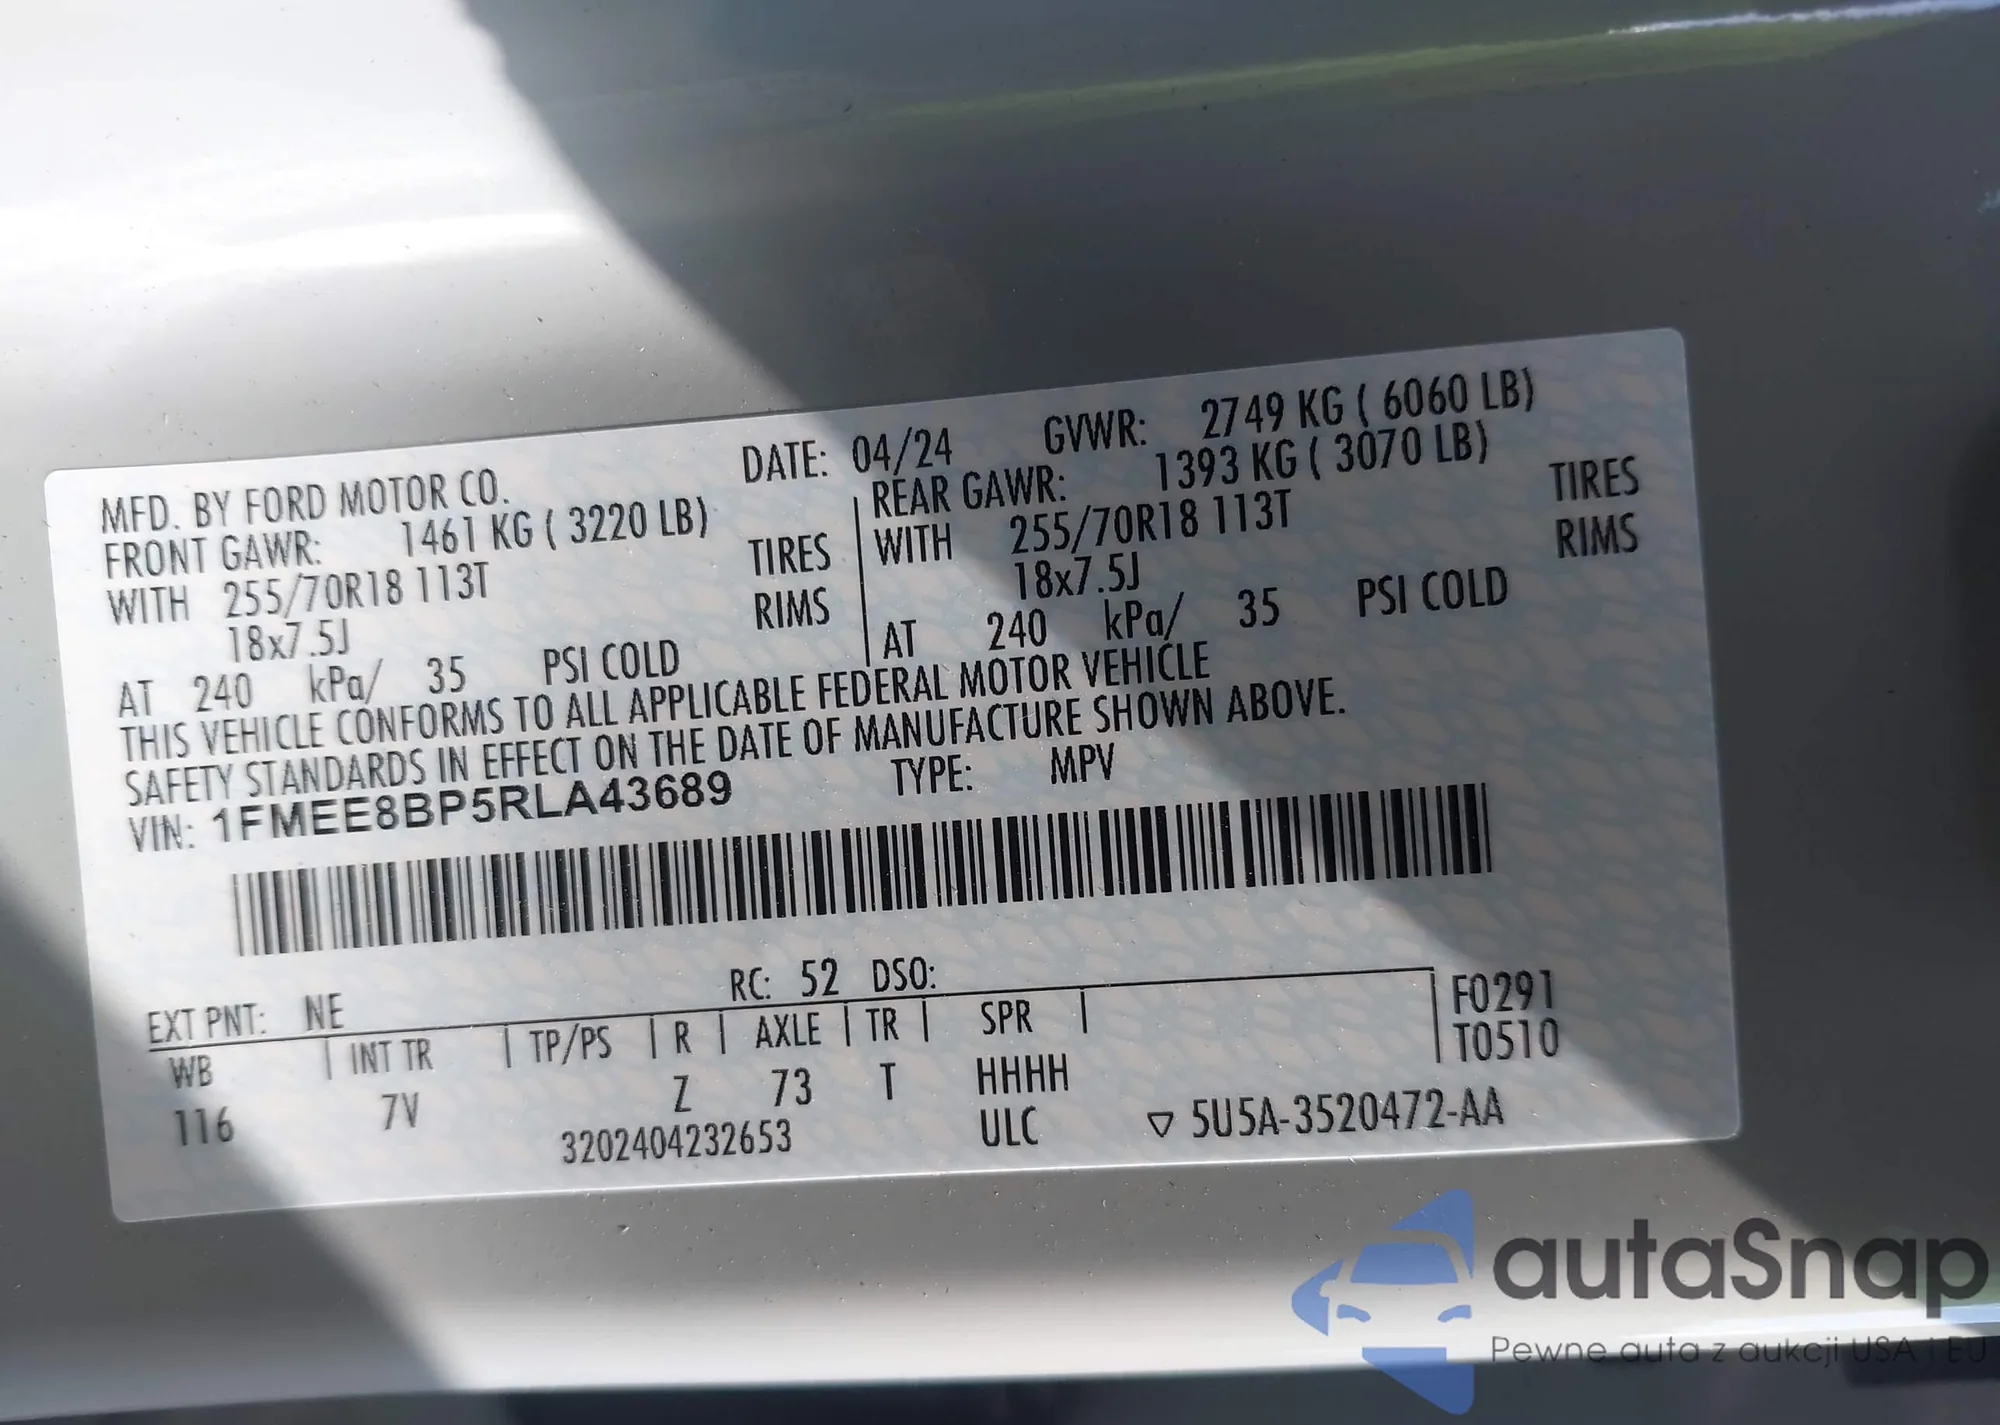 MFD. BY FORD MOTOR CO. DATE: 04/24 GVWR: 2749 KG ( 6060 LB)
FRONT GAWR: 1461 KG ( 3220 LB) REAR GAWR: 1393 KG ( 3070 LB)
WITH 255/70R18 113T TIRES WITH 255/70R18 113T TIRES
18x7.5J RIMS 18x7.5J RIMS
AT 240 kPa/ 35 PSI COLD AT 240 kPa/ 35 PSI COLD
THIS VEHICLE CONFORMS TO ALL APPLICABLE FEDERAL MOTOR VEHICLE
SAFETY STANDARDS IN EFFECT ON THE DATE OF MANUFACTURE SHOWN ABOVE.
VIN: 1FMEE8BP5RLA43689 TYPE: MPV
EXT PNT: NE RC: 52 DSO:
WB | INT TR | TP/PS | R | AXLE | TR | SPR | F0291
T0510
116 7V Z 73 T HHHH
3202404232653 ULC ▽ 5U5A-3520472-AA
autaSnap
Pewne auta z aukcji USA i EU